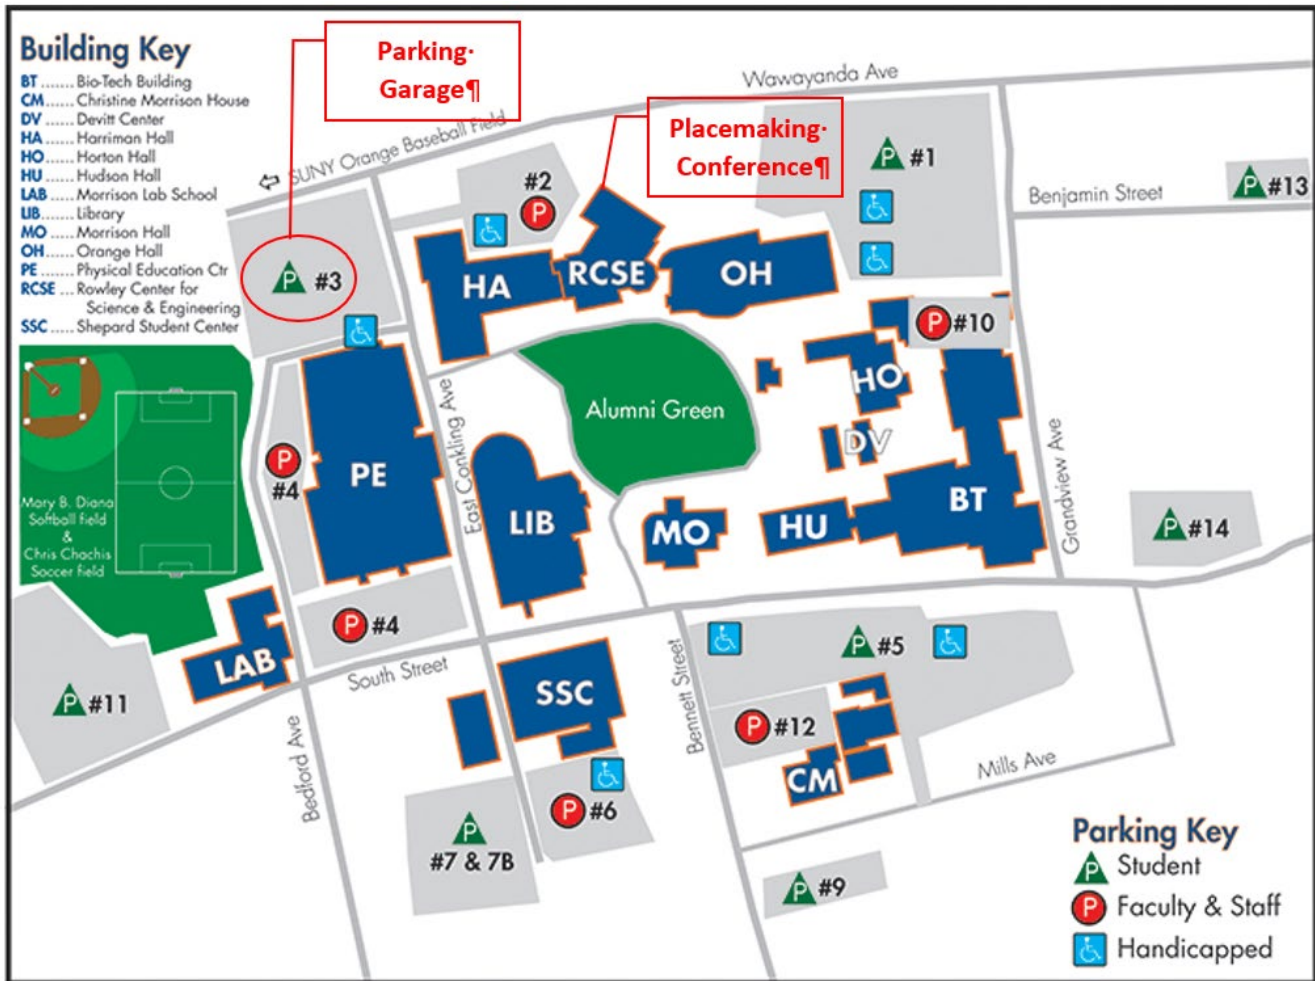 Building Key
BT ....... Bio-Tech Building
CM ..... Christine Morrison House
DV ...... Devitt Center
HA ...... Harriman Hall
HO ...... Horton Hall
HU ...... Hudson Hall
LAB ..... Morrison Lab School
LIB ....... Library
MO ..... Morrison Hall
OH ...... Orange Hall
PE ....... Physical Education Ctr
RCSE ... Rowley Center for
Science & Engineering
SSC ..... Shepard Student Center
Parking·
Garage¶
Placemaking·
Conference¶
Wawayanda Ave
SUNY Orange Baseball Field
#2
P
P #1
P #13
Benjamin Street
P #3
HA
RCSE
OH
P #10
HO
Alumni Green
East Conkling Ave
DV
Grandview Ave
P
#4
PE
LIB
MO
HU
BT
P #14
Mary B. Diana
Softball field
&
Chris Chachis
Soccer field
P #4
LAB
South Street
P #11
SSC
Bennett Street
P #5
P #12
CM
Mills Ave
Bedford Ave
P
#7 & 7B
P #6
P #9
Parking Key
P Student
P Faculty & Staff
Handicapped